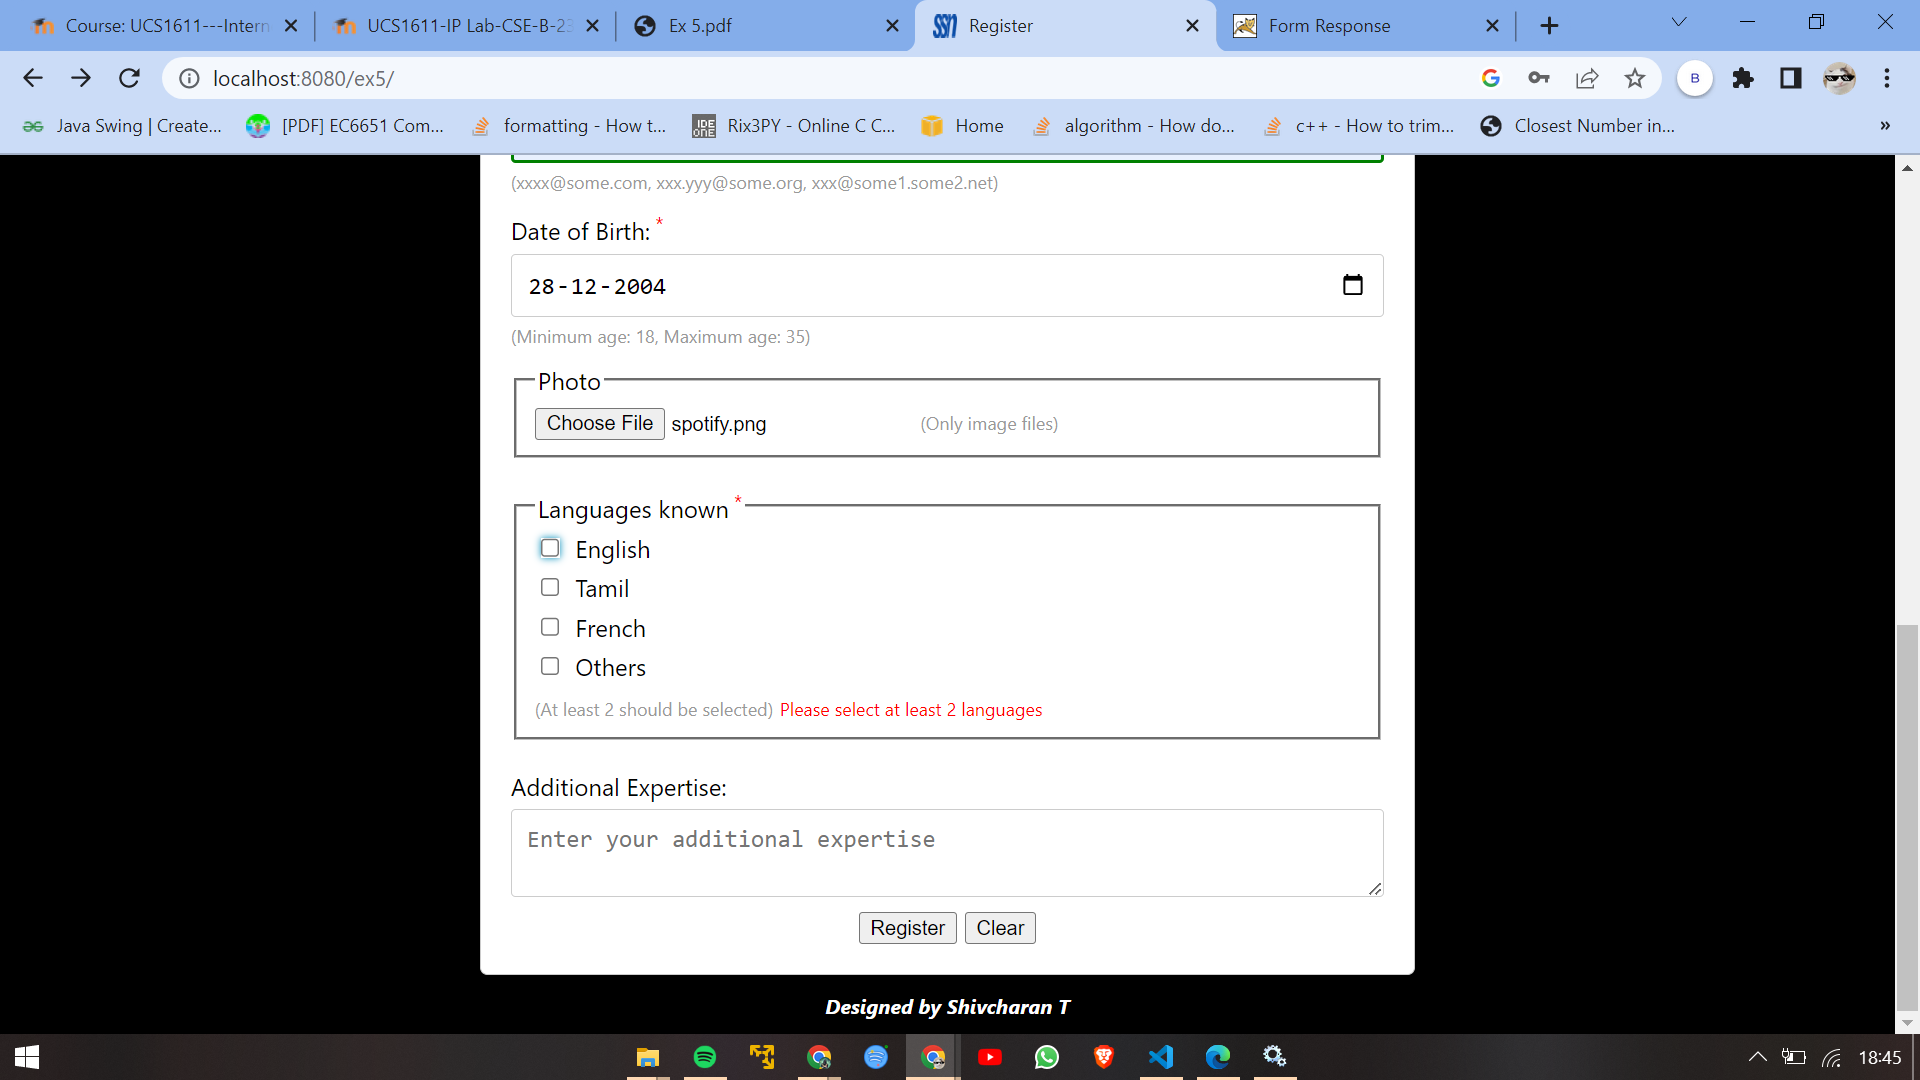 Course: UCS1611---Intern
UCS1611-IP Lab-CSE-B-23
Ex 5.pdf
Register
Form Response
localhost:8080/ex5/
B
Java Swing | Create...
[PDF] EC6651 Com...
formatting - How t...
IDE ONE
Rix3PY - Online C C...
Home
algorithm - How do...
c++ - How to trim...
Closest Number in...
»
(xxxx@some.com, xxx.yyy@some.org, xxx@some1.some2.net)
Date of Birth: *
28-12-2004
(Minimum age: 18, Maximum age: 35)
Photo
Choose File spotify.png (Only image files)
Languages known *
English
Tamil
French
Others
(At least 2 should be selected) Please select at least 2 languages
Additional Expertise:
Enter your additional expertise
Register Clear
Designed by Shivcharan T
18:45